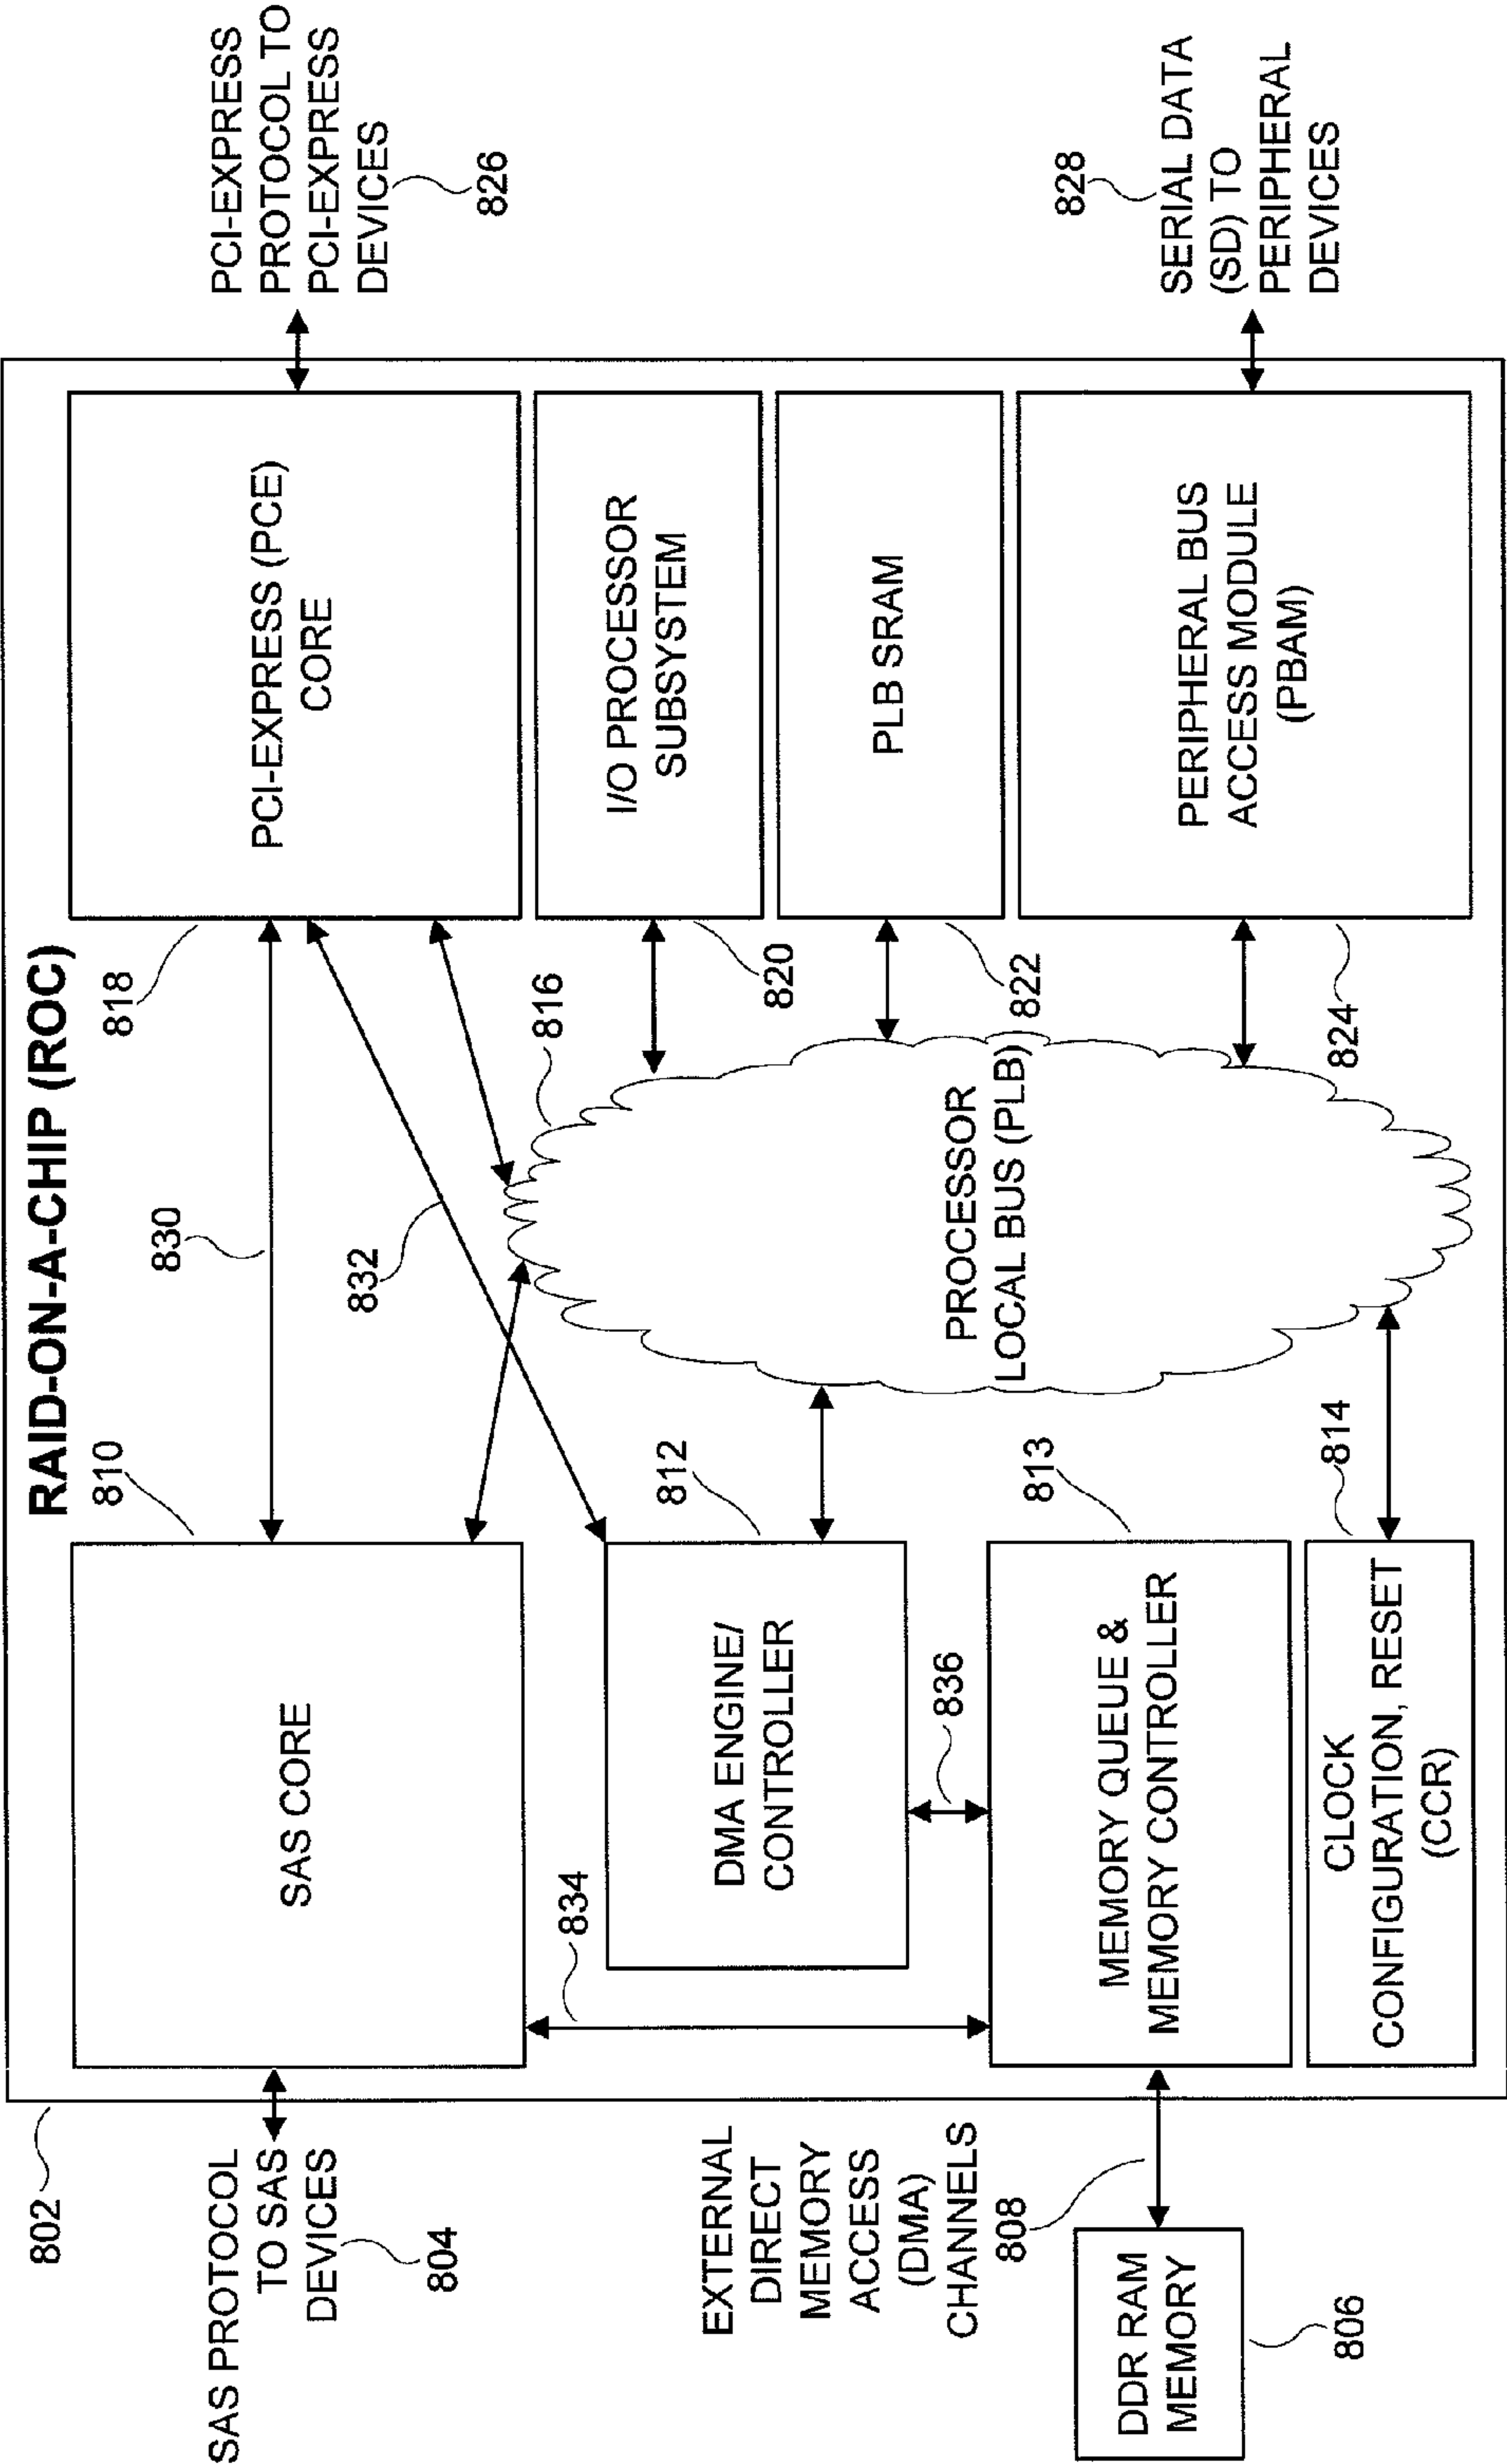 RAID-ON-A-CHIP (ROC)
802
SAS PROTOCOL
TO SAS
DEVICES
804
EXTERNAL
DIRECT
MEMORY
ACCESS
(DMA)
CHANNELS
808
DDR RAM
MEMORY
806
810
SAS CORE
834
812
DMA ENGINE/
CONTROLLER
836
813
MEMORY QUEUE &
MEMORY CONTROLLER
814
CLOCK
CONFIGURATION, RESET
(CCR)
830
832
816
PROCESSOR
LOCAL BUS (PLB)
818
PCI-EXPRESS (PCE)
CORE
820
I/O PROCESSOR
SUBSYSTEM
822
PLB SRAM
824
PERIPHERAL BUS
ACCESS MODULE
(PBAM)
PCI-EXPRESS
PROTOCOL TO
PCI-EXPRESS
DEVICES
826
828
SERIAL DATA
(SD) TO
PERIPHERAL
DEVICES